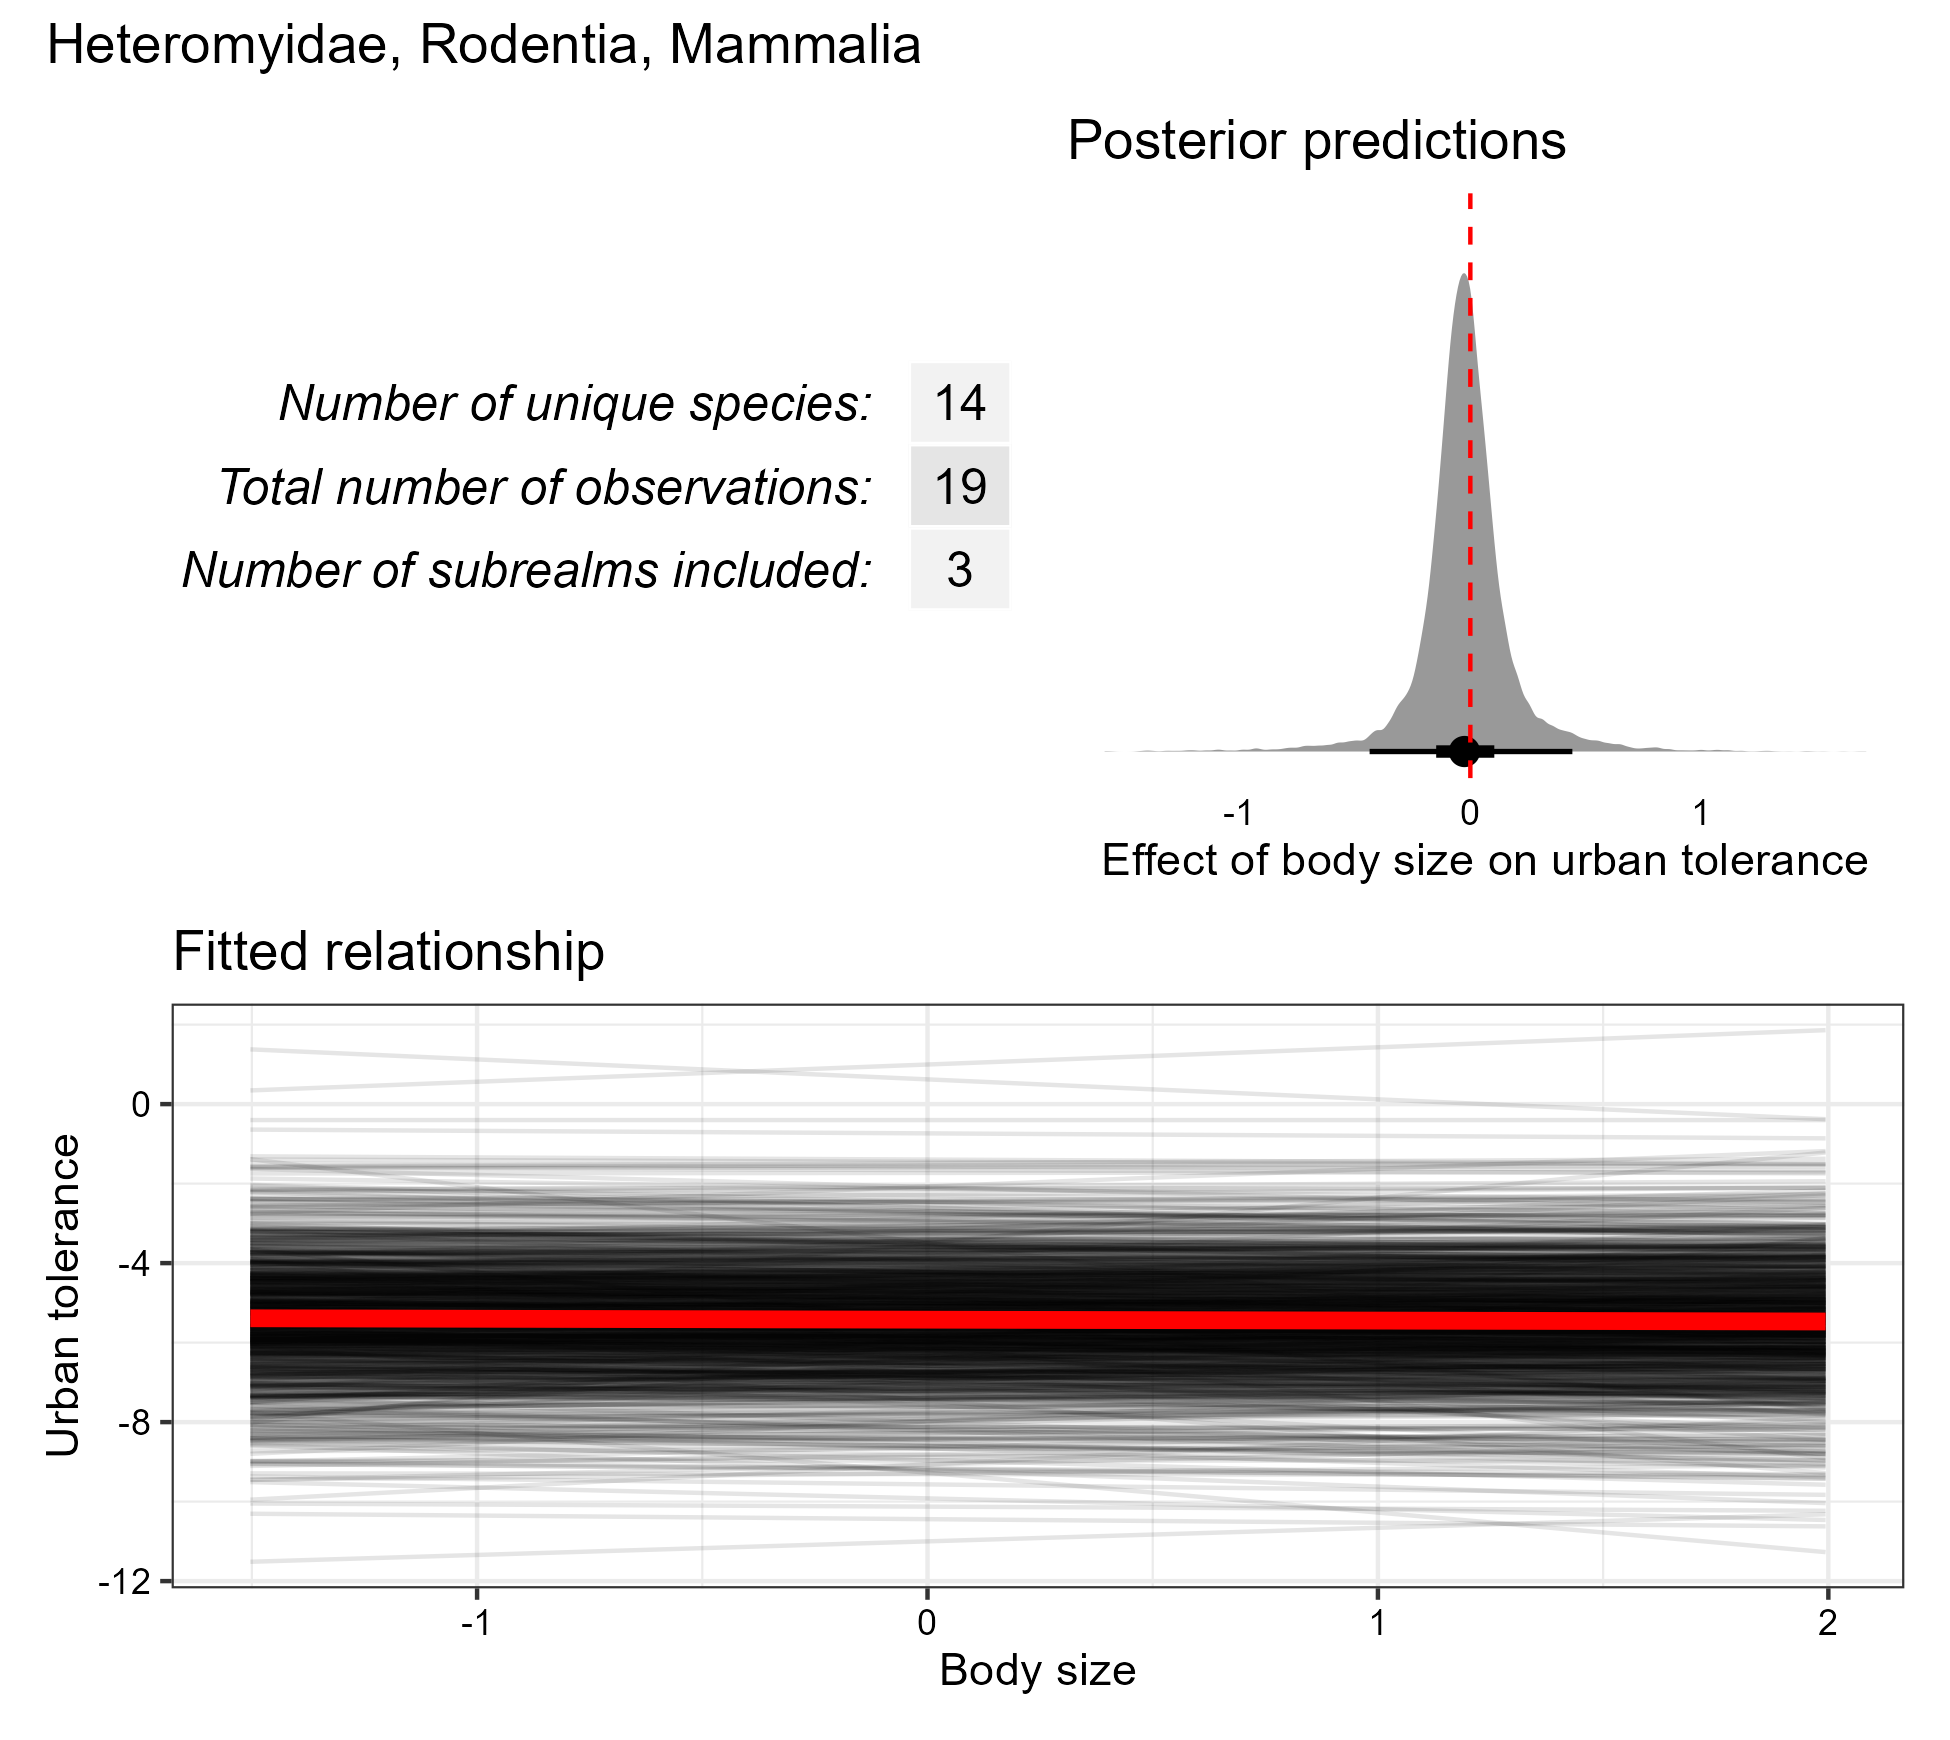 Heteromyidae, Rodentia, Mammalia
Posterior predictions
Number of unique species: 14
Total number of observations: 19
Number of subrealms included: 3
-1 0 1
Effect of body size on urban tolerance
Fitted relationship
Urban tolerance
0
-4
-8
-12
-1 0 1 2
Body size